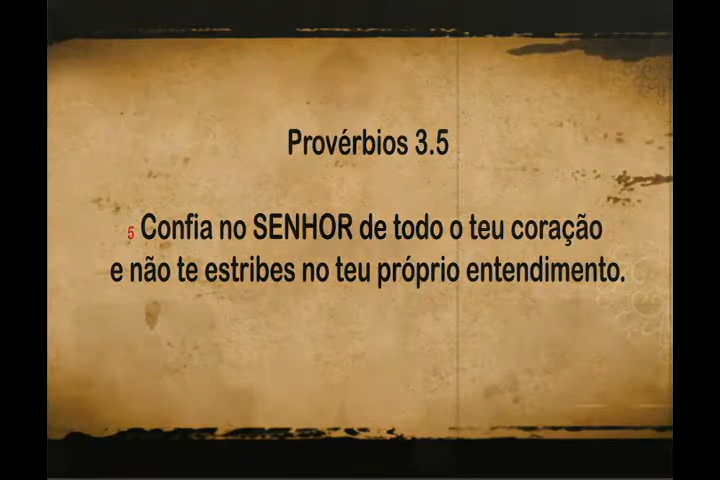 Provérbios 3.5
5 Confia no SENHOR de todo o teu coração
e não te estribes no teu próprio entendimento.